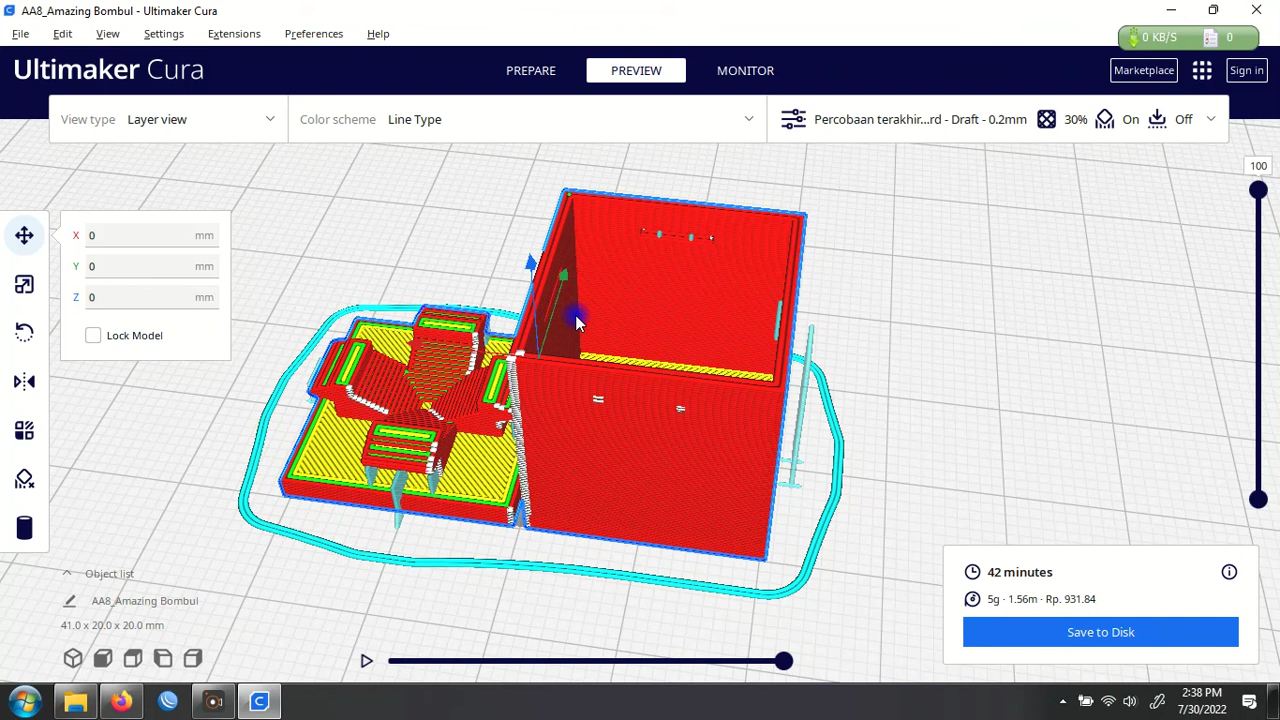 AA8_Amazing Bombul - Ultimaker Cura
File Edit View Settings Extensions Preferences Help
0 KB/S 0
Ultimaker Cura
PREPARE PREVIEW MONITOR
Marketplace Sign in
View type Layer view
Color scheme Line Type
Percobaan terakhir...rd - Draft - 0.2mm 30% On Off
100
X 0 mm
Y 0 mm
Z 0 mm
Lock Model
Object list
AA8_Amazing Bombul
41.0 x 20.0 x 20.0 mm
42 minutes
5g · 1.56m · Rp. 931.84
Save to Disk
2:38 PM
7/30/2022